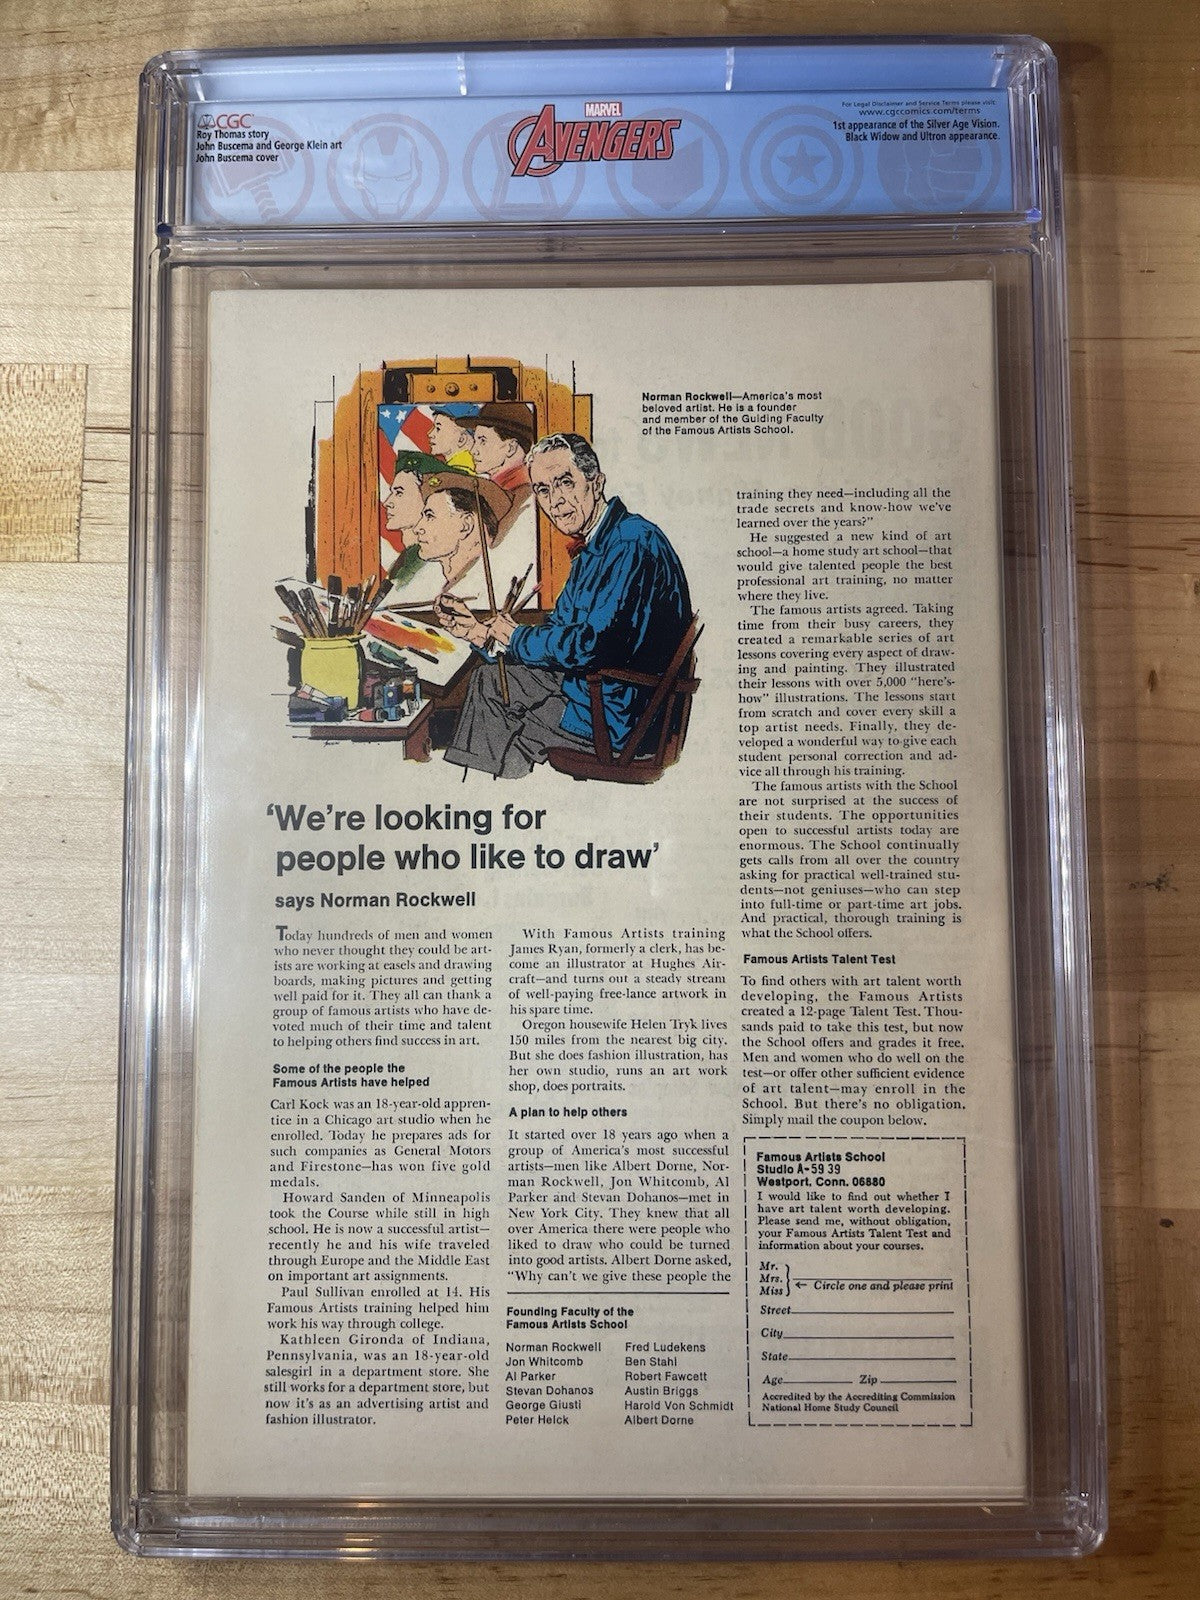 CGC
Roy Thomas story
John Buscema and George Klein art
John Buscema cover
MARVEL
AVENGERS
For Legal Disclaimer and Service Terms please visit:
www.cgccomics.com/terms
1st appearance of the Silver Age Vision.
Black Widow and Ultron appearance.
Norman Rockwell—America's most
beloved artist. He is a founder
and member of the Guiding Faculty
of the Famous Artists School.
'We're looking for
people who like to draw'
says Norman Rockwell
Today hundreds of men and women
who never thought they could be art-
ists are working at easels and drawing
boards, making pictures and getting
well paid for it. They all can thank a
group of famous artists who have de-
voted much of their time and talent
to helping others find success in art.
Some of the people the
Famous Artists have helped
Carl Kock was an 18-year-old appren-
tice in a Chicago art studio when he
enrolled. Today he prepares ads for
such companies as General Motors
and Firestone—has won five gold
medals.
Howard Sanden of Minneapolis
took the Course while still in high
school. He is now a successful artist—
recently he and his wife traveled
through Europe and the Middle East
on important art assignments.
Paul Sullivan enrolled at 14. His
Famous Artists training helped him
work his way through college.
Kathleen Gironda of Indiana,
Pennsylvania, was an 18-year-old
salesgirl in a department store. She
still works for a department store, but
now it's as an advertising artist and
fashion illustrator.
With Famous Artists training
James Ryan, formerly a clerk, has be-
come an illustrator at Hughes Air-
craft—and turns out a steady stream
of well-paying free-lance artwork in
his spare time.
Oregon housewife Helen Tryk lives
150 miles from the nearest big city.
But she does fashion illustration, has
her own studio, runs an art work
shop, does portraits.
A plan to help others
It started over 18 years ago when a
group of America's most successful
artists—men like Albert Dorne, Nor-
man Rockwell, Jon Whitcomb, Al
Parker and Stevan Dohanos—met in
New York City. They knew that all
over America there were people who
liked to draw who could be turned
into good artists. Albert Dorne asked,
"Why can't we give these people the
Founding Faculty of the
Famous Artists School
Norman Rockwell
Jon Whitcomb
Al Parker
Stevan Dohanos
George Giusti
Peter Helck
Fred Ludekens
Ben Stahl
Robert Fawcett
Austin Briggs
Harold Von Schmidt
Albert Dorne
training they need—including all the
trade secrets and know-how we've
learned over the years?"
He suggested a new kind of art
school—a home study art school—that
would give talented people the best
professional art training, no matter
where they live.
The famous artists agreed. Taking
time from their busy careers, they
created a remarkable series of art
lessons covering every aspect of draw-
ing and painting. They illustrated
their lessons with over 5,000 "here's-
how" illustrations. The lessons start
from scratch and cover every skill a
top artist needs. Finally, they de-
veloped a wonderful way to give each
student personal correction and ad-
vice all through his training.
The famous artists with the School
are not surprised at the success of
their students. The opportunities
open to successful artists today are
enormous. The School continually
gets calls from all over the country
asking for practical well-trained stu-
dents—not geniuses—who can step
into full-time or part-time art jobs.
And practical, thorough training is
what the School offers.
Famous Artists Talent Test
To find others with art talent worth
developing, the Famous Artists
created a 12-page Talent Test. Thou-
sands paid to take this test, but now
the School offers and grades it free.
Men and women who do well on the
test—or offer other sufficient evidence
of art talent—may enroll in the
School. But there's no obligation.
Simply mail the coupon below.
Famous Artists School
Studio A-59 39
Westport, Conn. 06880
I would like to find out whether I
have art talent worth developing.
Please send me, without obligation,
your Famous Artists Talent Test and
information about your courses.
Mr.
Mrs.
Miss
← Circle one and please print
Street
City
State
Age Zip
Accredited by the Accrediting Commission
National Home Study Council